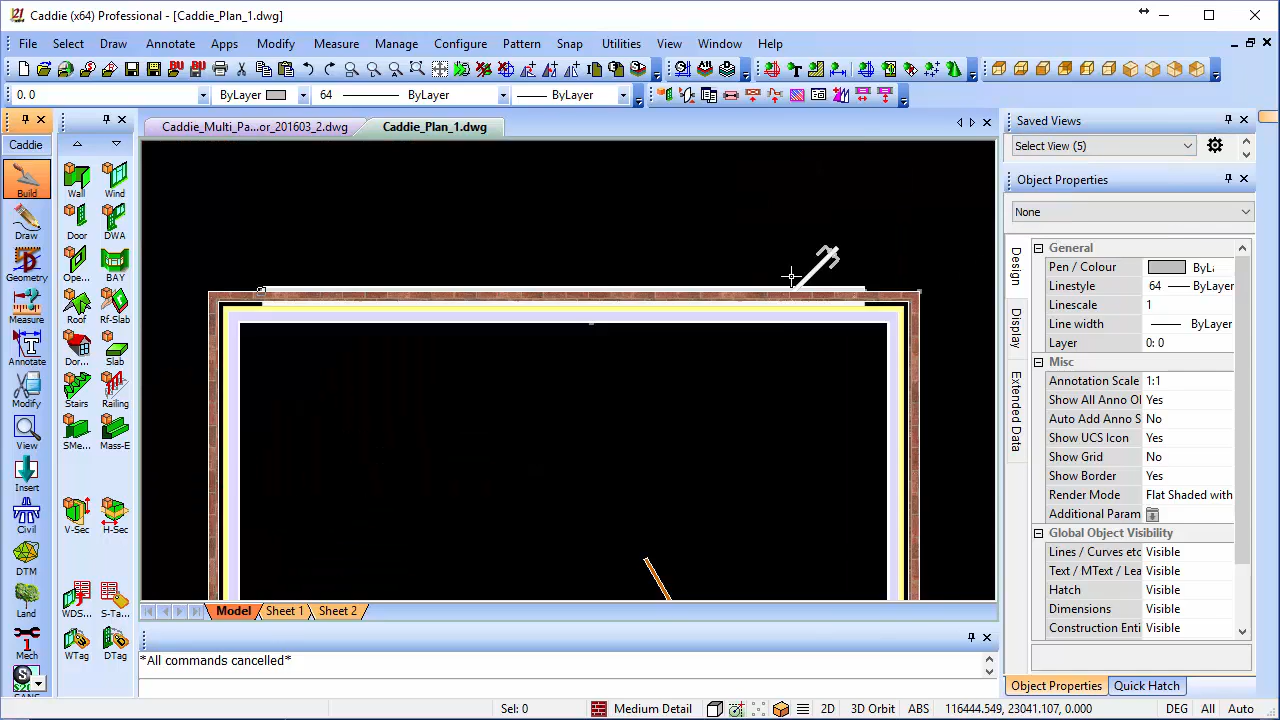 Caddie (x64) Professional - [Caddie_Plan_1.dwg]
File Select Draw Annotate Apps Modify Measure Manage Configure Pattern Snap Utilities View Window Help
0. 0 ByLayer 64 ByLayer ByLayer
Caddie_Multi_Pa...or_201603_2.dwg Caddie_Plan_1.dwg
Caddie
Build
Draw
Geometry
Measure
Annotate
Modify
View
Insert
Civil
DTM
Land
Mech
Wall Wind
Door DWA
Ope... BAY
Roof Rf-Slab
Dor... Slab
Stairs Railing
SMe... Mass-E
V-Sec H-Sec
WDS... S-Ta...
WTag DTag
Saved Views
Select View (5)
Object Properties
None
Design
Display
Extended Data
General
Pen / Colour ByLa
Linestyle 64 ByLayer
Linescale 1
Line width ByLayer
Layer 0: 0
Misc
Annotation Scale 1:1
Show All Anno Ol Yes
Auto Add Anno S No
Show UCS Icon Yes
Show Grid No
Show Border Yes
Render Mode Flat Shaded with
Additional Param
Global Object Visibility
Lines / Curves etc Visible
Text / MText / Lea Visible
Hatch Visible
Dimensions Visible
Construction Enti Visible
Object Properties Quick Hatch
Model Sheet 1 Sheet 2
*All commands cancelled*
Sel: 0 Medium Detail 2D 3D Orbit ABS 116444.549, 23041.107, 0.000 DEG All Auto